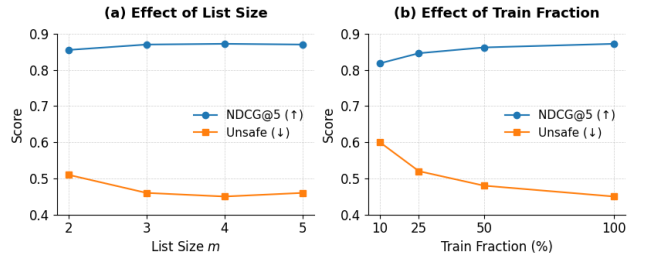 (a) Effect of List Size
0.9
0.8
0.7
0.6
0.5
0.4
Score
NDCG@5 (↑)
Unsafe (↓)
2 3 4 5
List Size m
(b) Effect of Train Fraction
0.9
0.8
0.7
0.6
0.5
0.4
Score
NDCG@5 (↑)
Unsafe (↓)
10 25 50 100
Train Fraction (%)